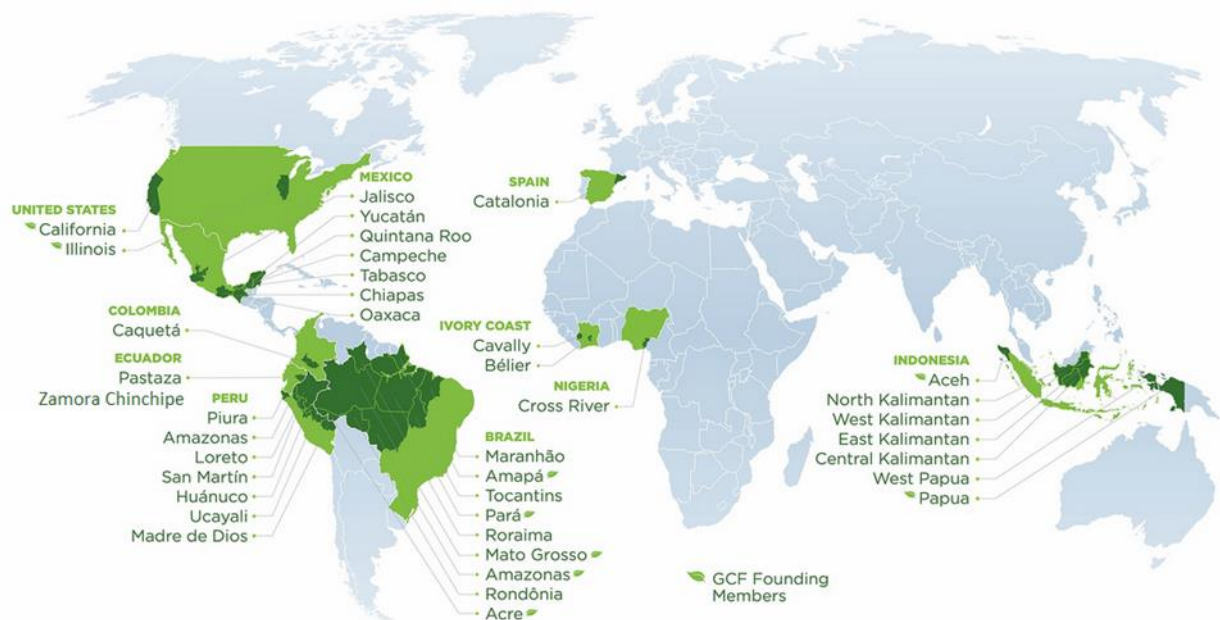 UNITED STATES
California
Illinois
MEXICO
Jalisco
Yucatán
Quintana Roo
Campeche
Tabasco
Chiapas
Oaxaca
COLOMBIA
Caquetá
ECUADOR
Pastaza
Zamora Chinchipe
PERU
Piura
Amazonas
Loreto
San Martín
Huánuco
Ucayali
Madre de Dios
BRAZIL
Maranhão
Amapá
Tocantins
Pará
Roraima
Mato Grosso
Amazonas
Rondônia
Acre
SPAIN
Catalonia
IVORY COAST
Cavally
Bélier
NIGERIA
Cross River
INDONESIA
Aceh
North Kalimantan
West Kalimantan
East Kalimantan
Central Kalimantan
West Papua
Papua
GCF Founding
Members